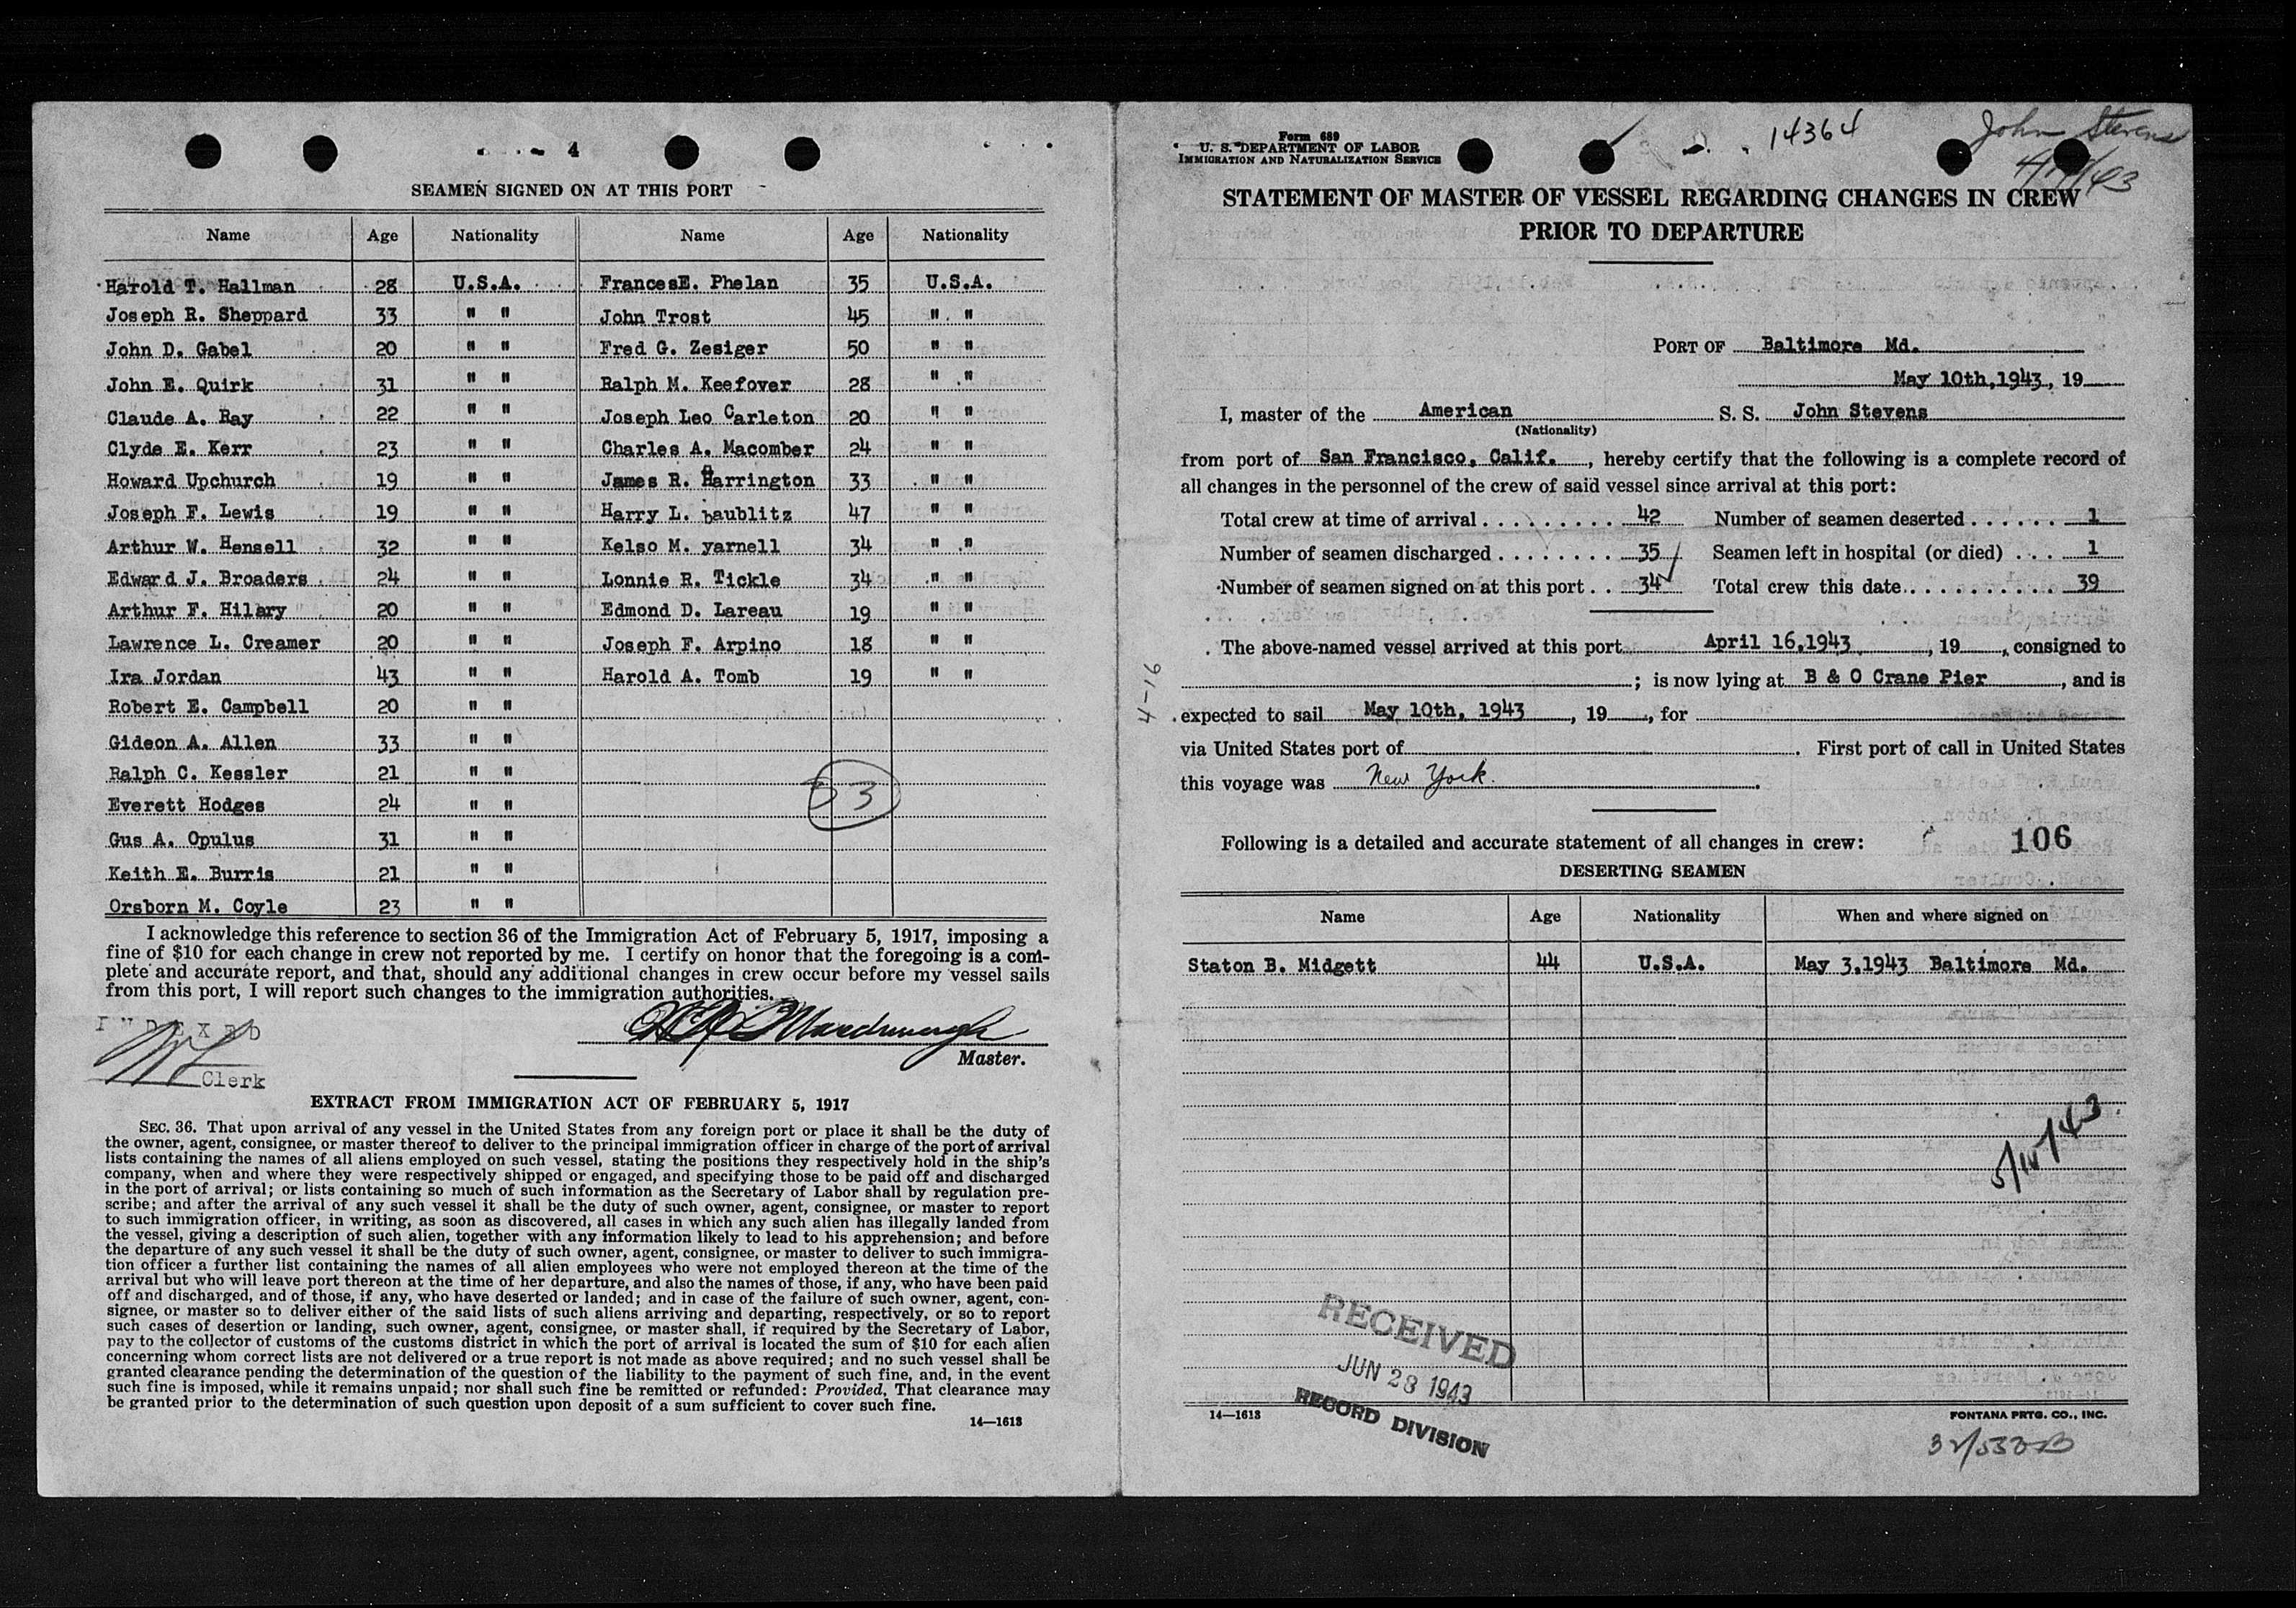 4
SEAMEN SIGNED ON AT THIS PORT
Name Age Nationality Name Age Nationality
Harold T. Hallman 28 U.S.A. FrancesE. Phelan 35 U.S.A.
Joseph R. Sheppard 33 " " John Trost 45 " "
John D. Gabel 20 " " Fred G. Zesiger 50 " "
John E. Quirk 31 " " Ralph M. Keefover 28 " "
Claude A. Ray 22 " " Joseph Leo Carleton 20 " "
Clyde E. Kerr 23 " " Charles A. Macomber 24 " "
Howard Upchurch 19 " " James R. Harrington 33 " "
Joseph F. Lewis 19 " " Harry L. baublitz 47 " "
Arthur W. Hensell 32 " " Kelso M. yarnell 34 " "
Edward J. Broaders 24 " " Lonnie R. Tickle 34 " "
Arthur F. Hilary 20 " " Edmond D. Lareau 19 " "
Lawrence L. Creamer 20 " " Joseph F. Arpino 18 " "
Ira Jordan 43 " " Harold A. Tomb 19 " "
Robert E. Campbell 20 " "
Gideon A. Allen 33 " "
Ralph C. Kessler 21 " "
Everett Hodges 24 " "
Gus A. Opulus 31 " "
Keith E. Burris 21 " "
Orsborn M. Coyle 23 " "
I acknowledge this reference to section 36 of the Immigration Act of February 5, 1917, imposing a
fine of $10 for each change in crew not reported by me. I certify on honor that the foregoing is a com-
plete and accurate report, and that, should any additional changes in crew occur before my vessel sails
from this port, I will report such changes to the immigration authorities.
INDEXED
Clerk
Master.
EXTRACT FROM IMMIGRATION ACT OF FEBRUARY 5, 1917
SEC. 36. That upon arrival of any vessel in the United States from any foreign port or place it shall be the duty of
the owner, agent, consignee, or master thereof to deliver to the principal immigration officer in charge of the port of arrival
lists containing the names of all aliens employed on such vessel, stating the positions they respectively hold in the ship's
company, when and where they were respectively shipped or engaged, and specifying those to be paid off and discharged
in the port of arrival; or lists containing so much of such information as the Secretary of Labor shall by regulation pre-
scribe; and after the arrival of any such vessel it shall be the duty of such owner, agent, consignee, or master to report
to such immigration officer, in writing, as soon as discovered, all cases in which any such alien has illegally landed from
the vessel, giving a description of such alien, together with any information likely to lead to his apprehension; and before
the departure of any such vessel it shall be the duty of such owner, agent, consignee, or master to deliver to such immigra-
tion officer a further list containing the names of all alien employees who were not employed thereon at the time of the
arrival but who will leave port thereon at the time of her departure, and also the names of those, if any, who have been paid
off and discharged, and of those, if any, who have deserted or landed; and in case of the failure of such owner, agent, con-
signee, or master so to deliver either of the said lists of such aliens arriving and departing, respectively, or so to report
such cases of desertion or landing, such owner, agent, consignee, or master shall, if required by the Secretary of Labor,
pay to the collector of customs of the customs district in which the port of arrival is located the sum of $10 for each alien
concerning whom correct lists are not delivered or a true report is not made as above required; and no such vessel shall be
granted clearance pending the determination of the question of the liability to the payment of such fine, and, in the event
such fine is imposed, while it remains unpaid; nor shall such fine be remitted or refunded: Provided, That clearance may
be granted prior to the determination of such question upon deposit of a sum sufficient to cover such fine.
14—1613
Form 689
U. S. DEPARTMENT OF LABOR
IMMIGRATION AND NATURALIZATION SERVICE
14364
John Stevens
STATEMENT OF MASTER OF VESSEL REGARDING CHANGES IN CREW
PRIOR TO DEPARTURE
PORT OF Baltimore Md.
May 10th,1943, 19
I, master of the American S. S. John Stevens
(Nationality)
from port of San Francisco, Calif., hereby certify that the following is a complete record of
all changes in the personnel of the crew of said vessel since arrival at this port:
Total crew at time of arrival 42 Number of seamen deserted 1
Number of seamen discharged 35 Seamen left in hospital (or died) 1
Number of seamen signed on at this port 34 Total crew this date 39
The above-named vessel arrived at this port April 16,1943, 19 , consigned to
; is now lying at B & O Crane Pier, and is
4-16
expected to sail May 10th, 1943, 19 , for
via United States port of . First port of call in United States
this voyage was New York.
Following is a detailed and accurate statement of all changes in crew: 106
DESERTING SEAMEN
Name Age Nationality When and where signed on
Staton B. Midgett 44 U.S.A. May 3,1943 Baltimore Md.
5/10/43
RECEIVED
JUN 28 1943
RECORD DIVISION
14—1613
FONTANA PRTG. CO., INC.